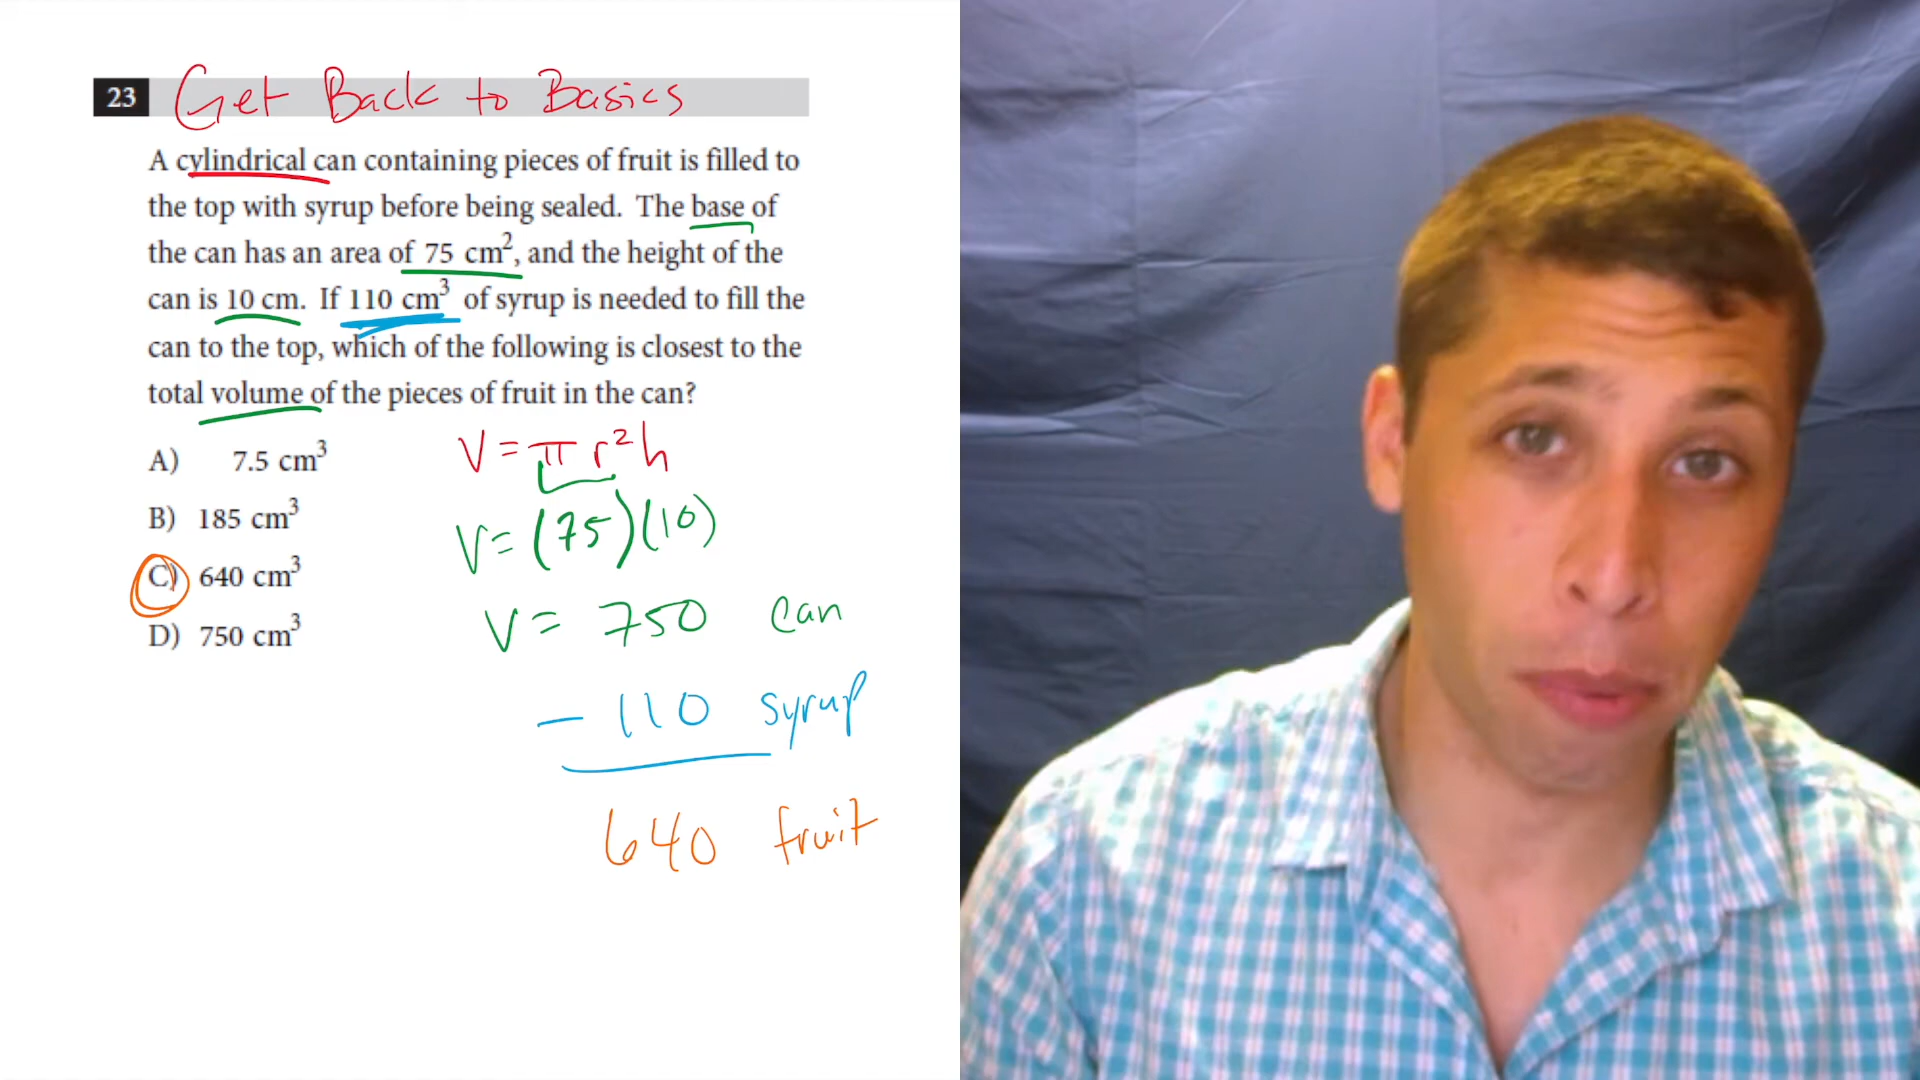 23 Get Back to Basics
A cylindrical can containing pieces of fruit is filled to
the top with syrup before being sealed. The base of
the can has an area of 75 cm², and the height of the
can is 10 cm. If 110 cm³ of syrup is needed to fill the
can to the top, which of the following is closest to the
total volume of the pieces of fruit in the can?
A) 7.5 cm³
B) 185 cm³
C) 640 cm³
D) 750 cm³
V = πr²h
V = (75)(10)
V = 750 can
- 110 syrup
640 fruit